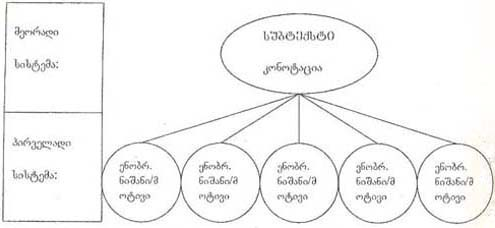 მეორადი
სისტემა:
სუბტექსტი
კონოტაცია
პირველადი
სისტემა:
ენობრ.
ნიშანი/მ
ოტივი
ენობრ.
ნიშანი/მ
ოტივი
ენობრ.
ნიშანი/მ
ოტივი
ენობრ.
ნიშანი/მ
ოტივი
ენობრ.
ნიშანი/მ
ოტივი